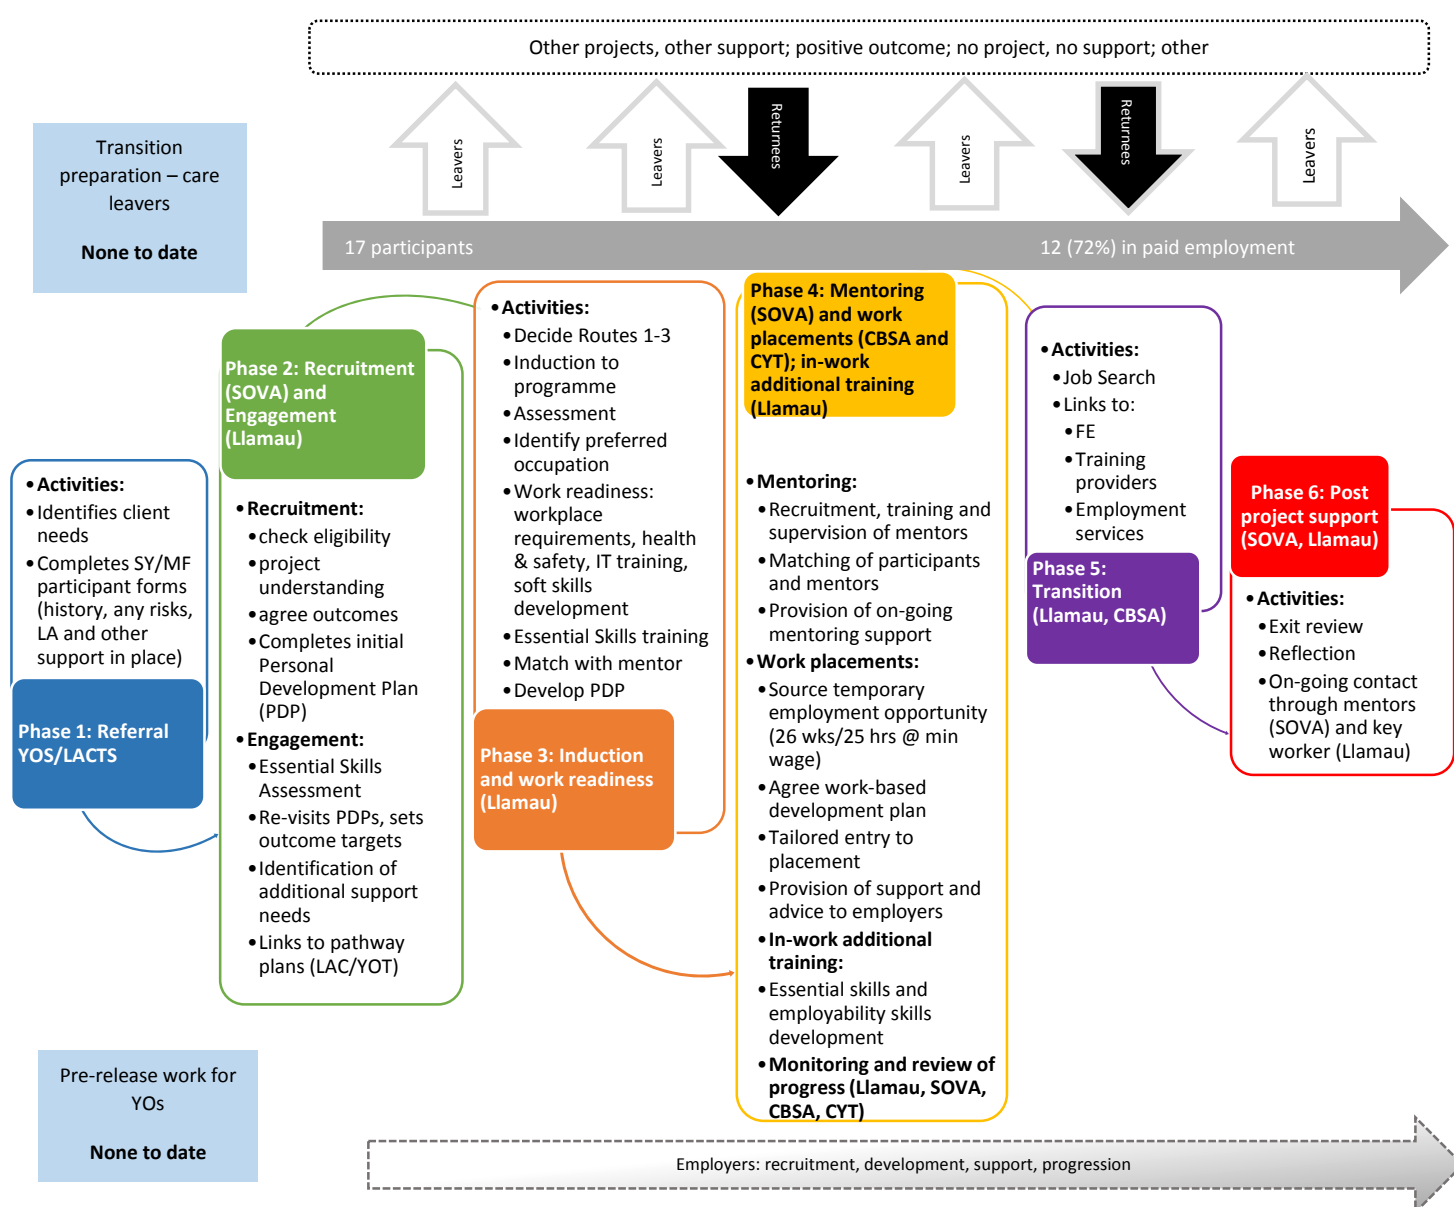 Other projects, other support; positive outcome; no project, no support; other
Leavers
Leavers
Returnees
Leavers
Returnees
Leavers
Transition
preparation – care
leavers
None to date
17 participants
12 (72%) in paid employment
•Activities:
•Identifies client
needs
•Completes SY/MF
participant forms
(history, any risks,
LA and other
support in place)
Phase 1: Referral
YOS/LACTS
Phase 2: Recruitment
(SOVA) and
Engagement
(Llamau)
•Recruitment:
•check eligibility
•project
understanding
•agree outcomes
•Completes initial
Personal
Development Plan
(PDP)
•Engagement:
•Essential Skills
Assessment
•Re-visits PDPs, sets
outcome targets
•Identification of
additional support
needs
•Links to pathway
plans (LAC/YOT)
•Activities:
•Decide Routes 1-3
•Induction to
programme
•Assessment
•Identify preferred
occupation
•Work readiness:
workplace
requirements, health
& safety, IT training,
soft skills
development
•Essential Skills training
•Match with mentor
•Develop PDP
Phase 3: Induction
and work readiness
(Llamau)
Phase 4: Mentoring
(SOVA) and work
placements (CBSA and
CYT); in-work
additional training
(Llamau)
•Mentoring:
•Recruitment, training and
supervision of mentors
•Matching of participants
and mentors
•Provision of on-going
mentoring support
•Work placements:
•Source temporary
employment opportunity
(26 wks/25 hrs @ min
wage)
•Agree work-based
development plan
•Tailored entry to
placement
•Provision of support and
advice to employers
•In-work additional
training:
•Essential skills and
employability skills
development
•Monitoring and review of
progress (Llamau, SOVA,
CBSA, CYT)
•Activities:
•Job Search
•Links to:
•FE
•Training
providers
•Employment
services
Phase 5:
Transition
(Llamau, CBSA)
Phase 6: Post
project support
(SOVA, Llamau)
•Activities:
•Exit review
•Reflection
•On-going contact
through mentors
(SOVA) and key
worker (Llamau)
Pre-release work for
YOs
None to date
Employers: recruitment, development, support, progression